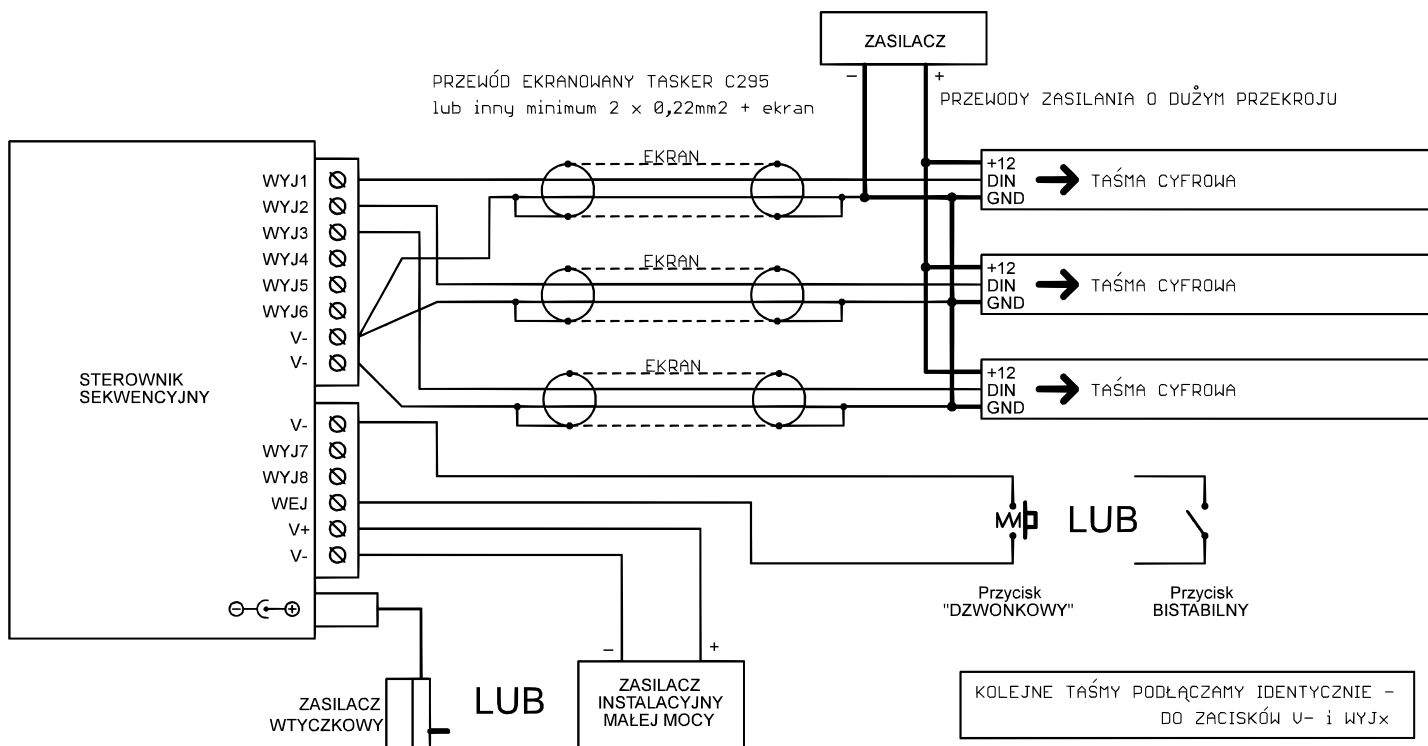 ZASILACZ
− +
PRZEWÓD EKRANOWANY TASKER C295
lub inny minimum 2 x 0,22mm2 + ekran
PRZEWODY ZASILANIA O DUŻYM PRZEKROJU
EKRAN
+12
DIN
GND
TAŚMA CYFROWA
EKRAN
+12
DIN
GND
TAŚMA CYFROWA
EKRAN
+12
DIN
GND
TAŚMA CYFROWA
STEROWNIK
SEKWENCYJNY
WYJ1
WYJ2
WYJ3
WYJ4
WYJ5
WYJ6
V-
V-
V-
WYJ7
WYJ8
WEJ
V+
V-
LUB
Przycisk
"DZWONKOWY"
Przycisk
BISTABILNY
− +
ZASILACZ
WTYCZKOWY
LUB
ZASILACZ
INSTALACYJNY
MAŁEJ MOCY
KOLEJNE TAŚMY PODŁĄCZAMY IDENTYCZNIE -
DO ZACISKÓW V- i WYJx